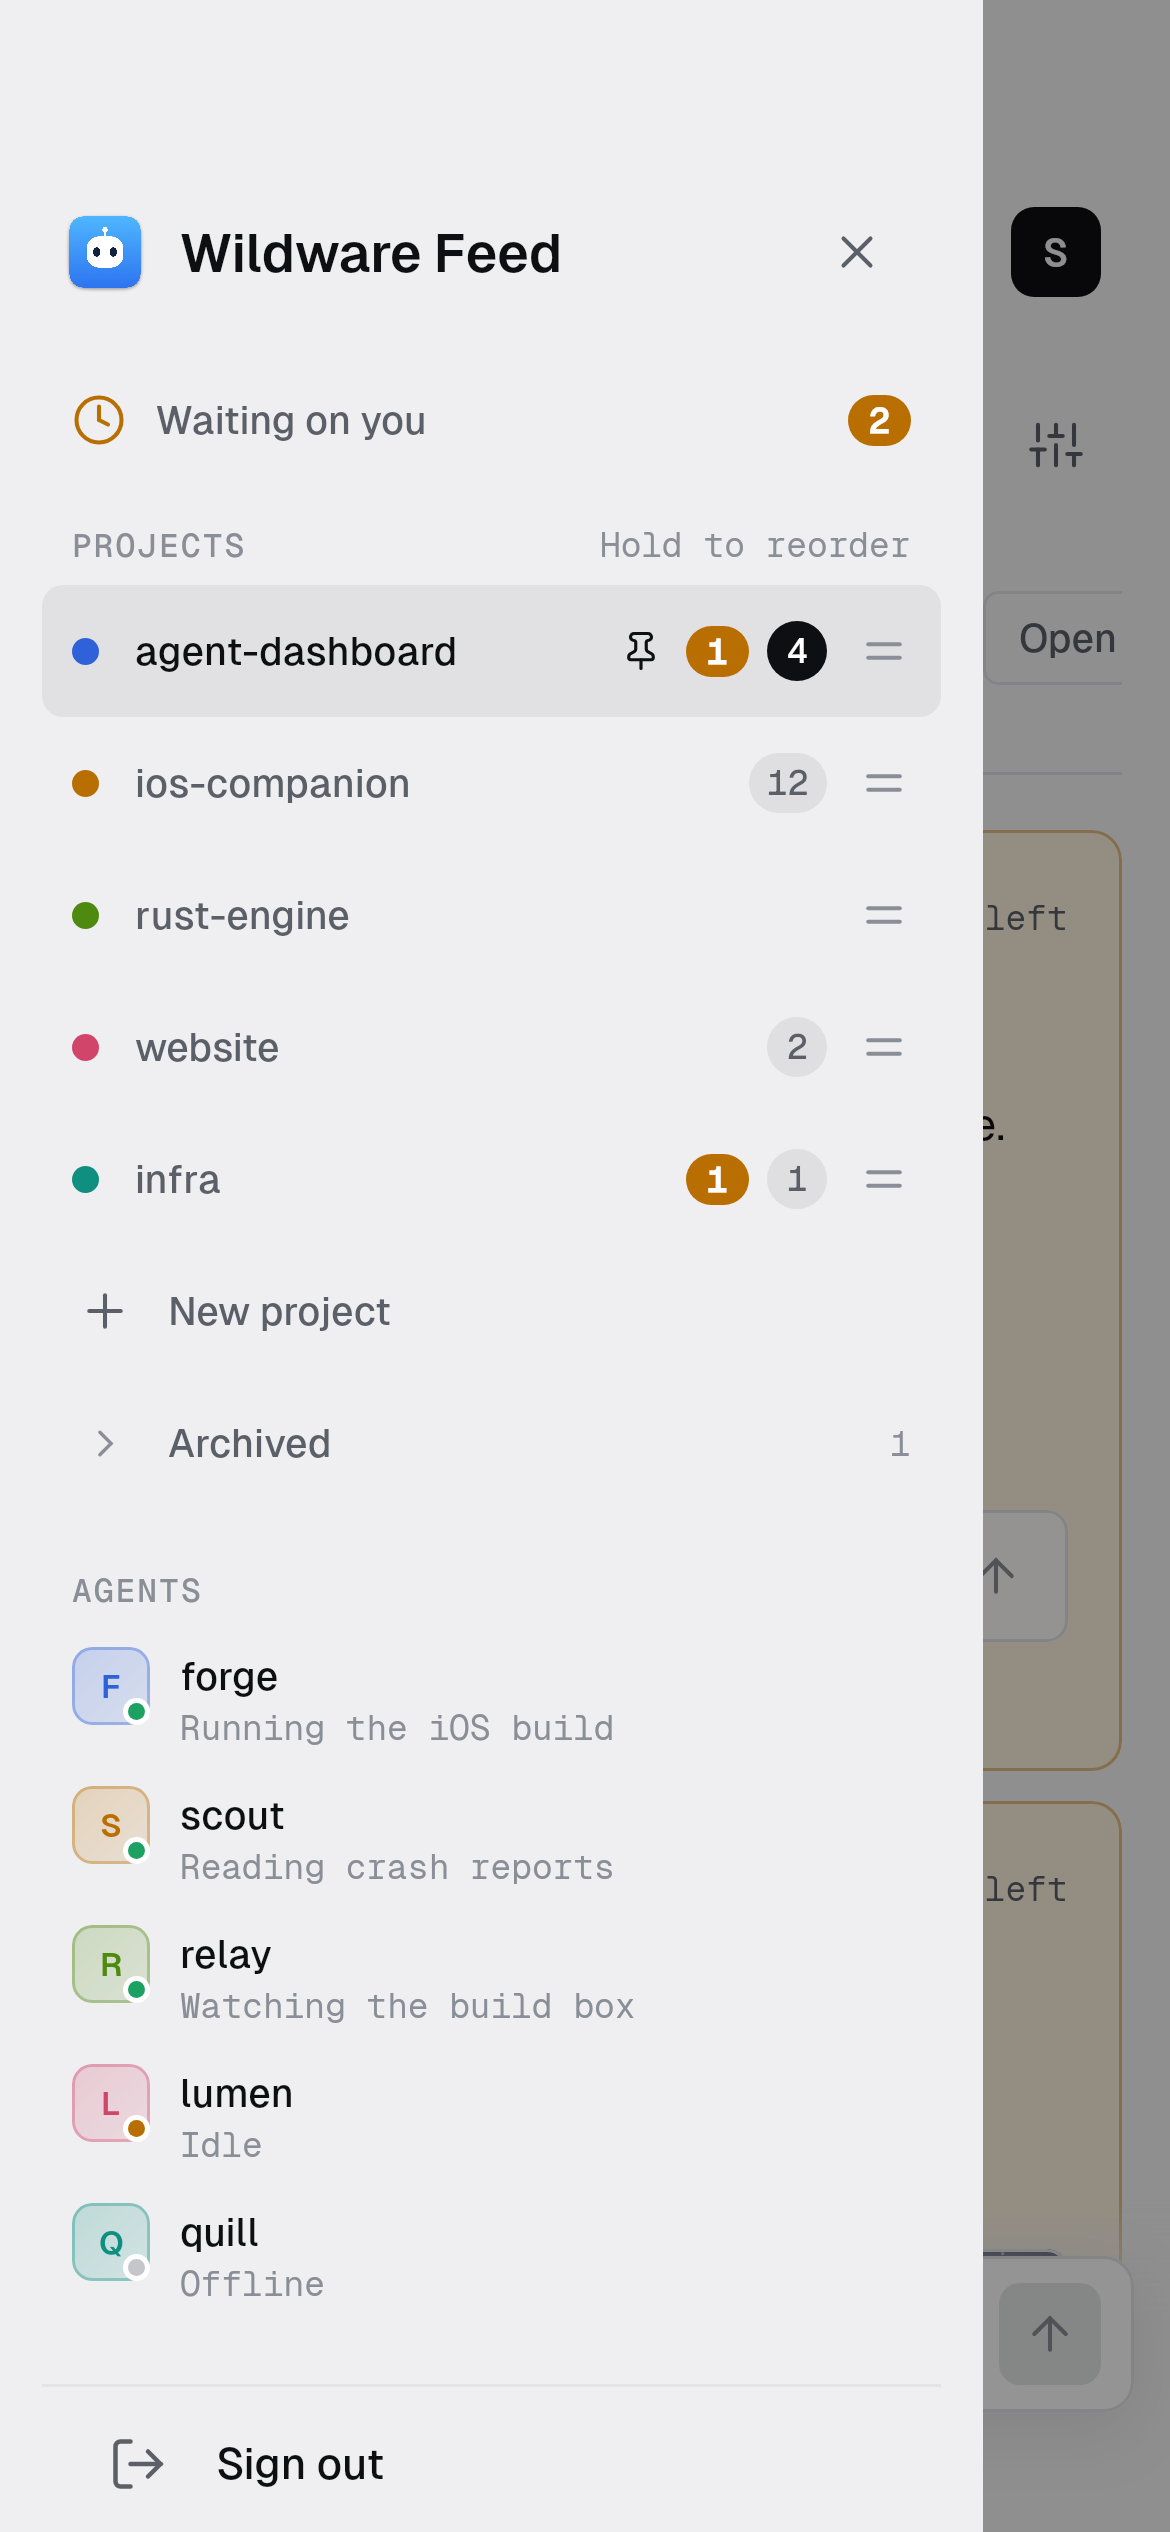 Wildware Feed
S
Waiting on you 2
PROJECTS Hold to reorder
agent-dashboard 1 4
Open
ios-companion 12
rust-engine
left
website 2
e.
infra 1 1
New project
Archived 1
AGENTS
F forge
Running the iOS build
S scout
Reading crash reports
left
R relay
Watching the build box
L lumen
Idle
Q quill
Offline
Sign out